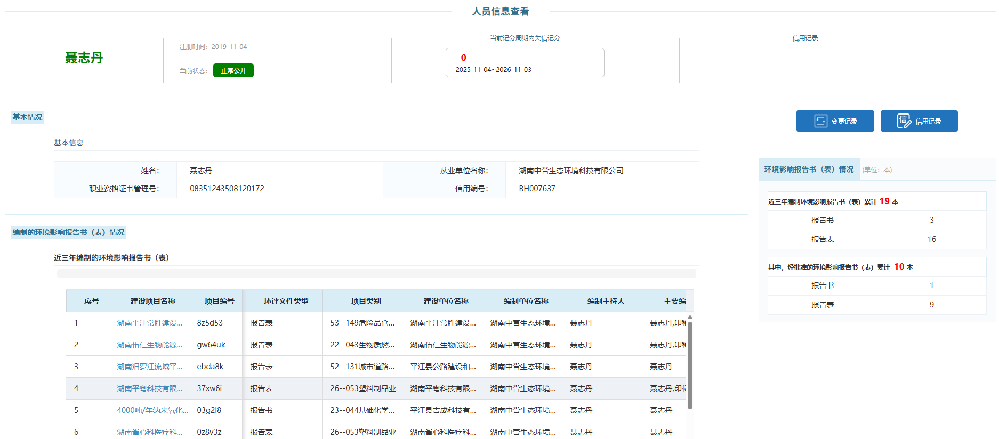 人员信息查看
聂志丹
注册时间：2019-11-04
当前状态：正常公开
当前记分周期内失信记分
0
2025-11-04~2026-11-03
信用记录
变更记录
信用记录
基本情况
基本信息
姓名： 聂志丹 从业单位名称： 湖南中誉生态环境科技有限公司
职业资格证书管理号： 08351243508120172 信用编号： BH007637
编制的环境影响报告书（表）情况
近三年编制的环境影响报告书（表）
序号 建设项目名称 项目编号 环评文件类型 项目类别 建设单位名称 编制单位名称 编制主持人 主要编
1 湖南平江常胜建设... 8z5d53 报告表 53--149危险品仓... 湖南平江常胜建设... 湖南中誉生态环境... 聂志丹 聂志丹,印
2 湖南伍仁生物能源... gw64uk 报告表 22--043生物质燃... 湖南伍仁生物能源... 湖南中誉生态环境... 聂志丹 聂志丹,印
3 湖南汨罗江流域平... ebda8k 报告表 52--131城市道路... 平江县公路建设和... 湖南中誉生态环境... 聂志丹 聂志丹
4 湖南平粤科技有限... 37xw6i 报告表 26--053塑料制品业 湖南平粤科技有限... 湖南中誉生态环境... 聂志丹 聂志丹,印
5 4000吨/年纳米氧化... 03g2l8 报告书 23--044基础化学... 平江县吉成科技有... 湖南中誉生态环境... 聂志丹 聂志丹
6 湖南省心科医疗科... 0z8v3z 报告表 26--053塑料制品业 湖南省心科医疗科... 湖南中誉生态环境... 聂志丹 聂志丹
环境影响报告书（表）情况 (单位：本)
近三年编制环境影响报告书（表）累计 19 本
报告书 3
报告表 16
其中，经批准的环境影响报告书（表）累计 10 本
报告书 1
报告表 9